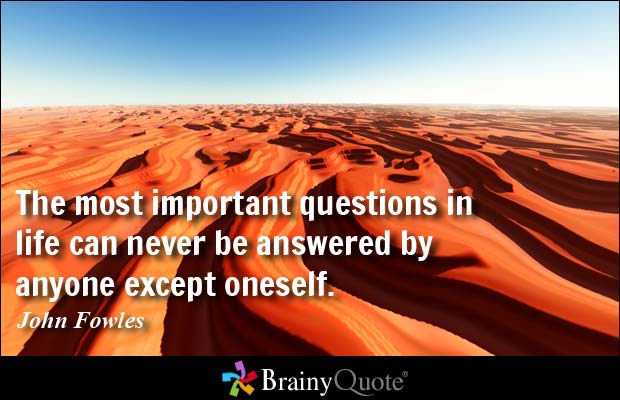 The most important questions in
life can never be answered by
anyone except oneself.
John Fowles
BrainyQuote®